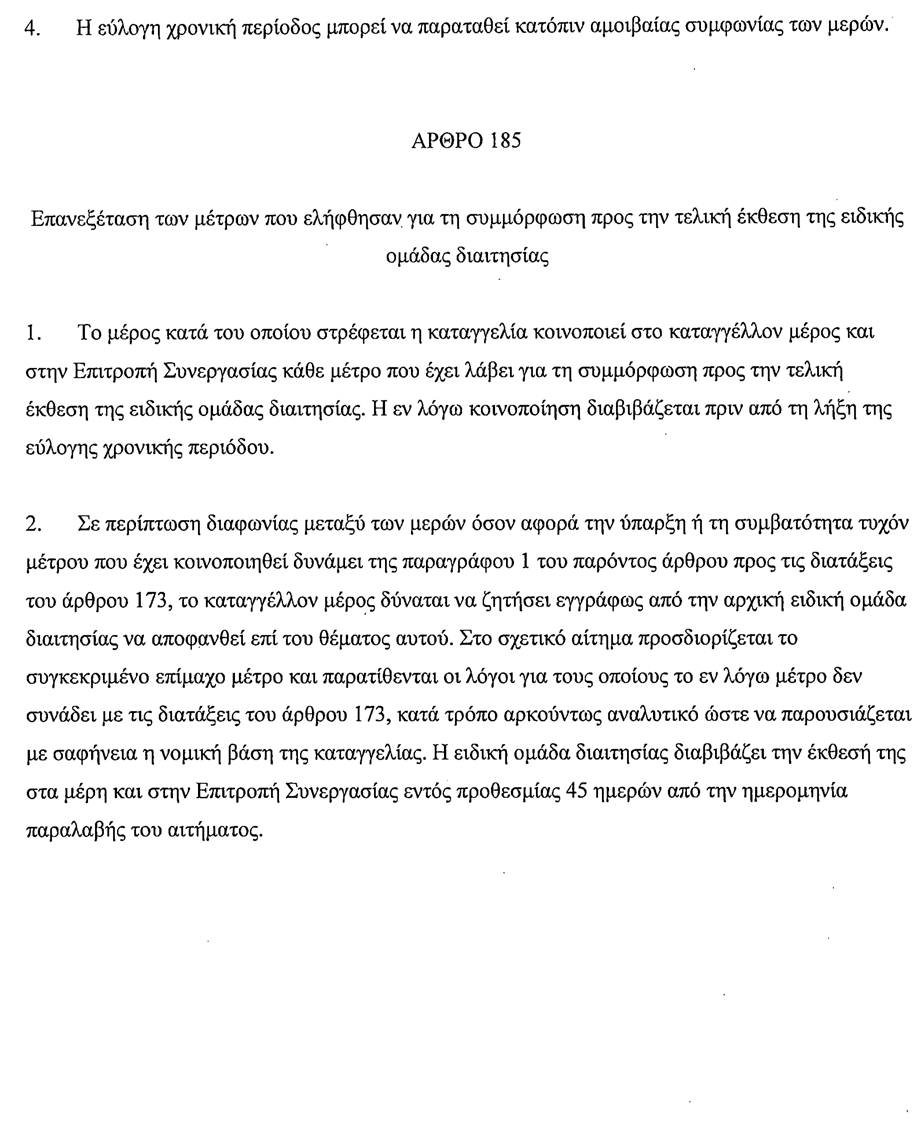 4. Η εύλογη χρονική περίοδος μπορεί να παραταθεί κατόπιν αμοιβαίας συμφωνίας των μερών.
ΑΡΘΡΟ 185
Επανεξέταση των μέτρων που ελήφθησαν για τη συμμόρφωση προς την τελική έκθεση της ειδικής
ομάδας διαιτησίας
1. Το μέρος κατά του οποίου στρέφεται η καταγγελία κοινοποιεί στο καταγγέλλον μέρος και
στην Επιτροπή Συνεργασίας κάθε μέτρο που έχει λάβει για τη συμμόρφωση προς την τελική
έκθεση της ειδικής ομάδας διαιτησίας. Η εν λόγω κοινοποίηση διαβιβάζεται πριν από τη λήξη της
εύλογης χρονικής περιόδου.
2. Σε περίπτωση διαφωνίας μεταξύ των μερών όσον αφορά την ύπαρξη ή τη συμβατότητα τυχόν
μέτρου που έχει κοινοποιηθεί δυνάμει της παραγράφου 1 του παρόντος άρθρου προς τις διατάξεις
του άρθρου 173, το καταγγέλλον μέρος δύναται να ζητήσει εγγράφως από την αρχική ειδική ομάδα
διαιτησίας να αποφανθεί επί του θέματος αυτού. Στο σχετικό αίτημα προσδιορίζεται το
συγκεκριμένο επίμαχο μέτρο και παρατίθενται οι λόγοι για τους οποίους το εν λόγω μέτρο δεν
συνάδει με τις διατάξεις του άρθρου 173, κατά τρόπο αρκούντως αναλυτικό ώστε να παρουσιάζεται
με σαφήνεια η νομική βάση της καταγγελίας. Η ειδική ομάδα διαιτησίας διαβιβάζει την έκθεσή της
στα μέρη και στην Επιτροπή Συνεργασίας εντός προθεσμίας 45 ημερών από την ημερομηνία
παραλαβής του αιτήματος.